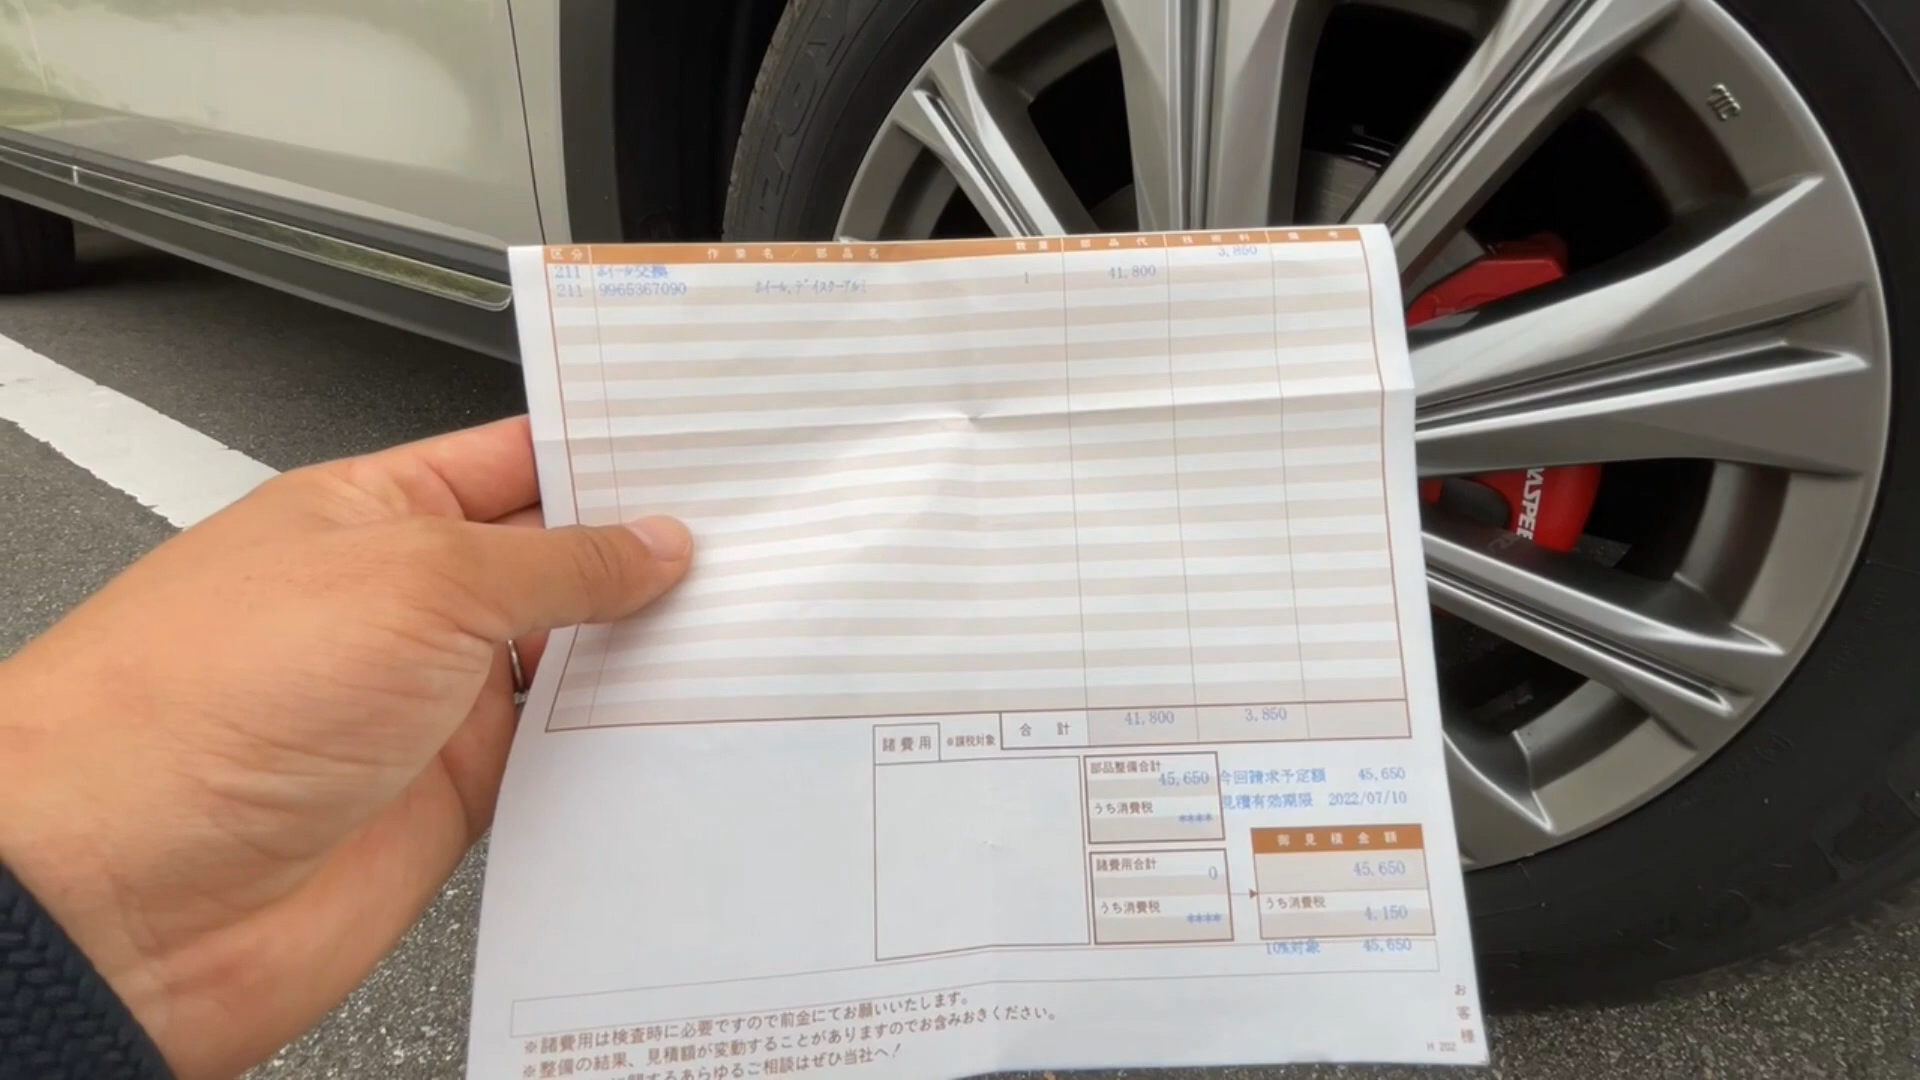 区分 作業名／部品名 数量 部品代 技術料 備考
211 ﾎｲｰﾙ交換 3,850
211 9965367090 ﾎｲｰﾙ,ﾃﾞｲｽｸ-ｱﾙﾐ 1 41,800
諸費用 ※課税対象 合計 41,800 3,850
部品整備合計 45,650
うち消費税 ****
今回請求予定額 45,650
見積有効期限 2022/07/10
諸費用合計 0
うち消費税 ****
御見積金額
45,650
うち消費税 4,150
10%対象 45,650
※諸費用は検査時に必要ですので前金にてお願いいたします。
※整備の結果、見積額が変動することがありますのでお含みおきください。
に関するあらゆるご相談はぜひ当社へ！
お客様
H 202